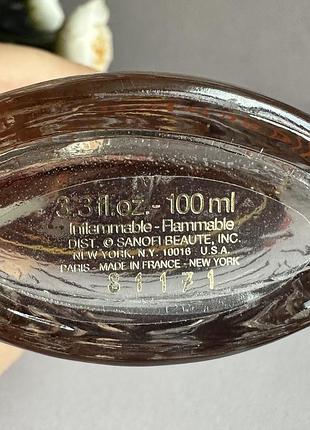 3.3 fl.oz.-100 ml
Inflammable-Flammable
DIST. © SANOFI BEAUTE, INC.
NEW YORK, N.Y. 10016 - U.S.A.
PARIS - MADE IN FRANCE - NEW YORK
81171